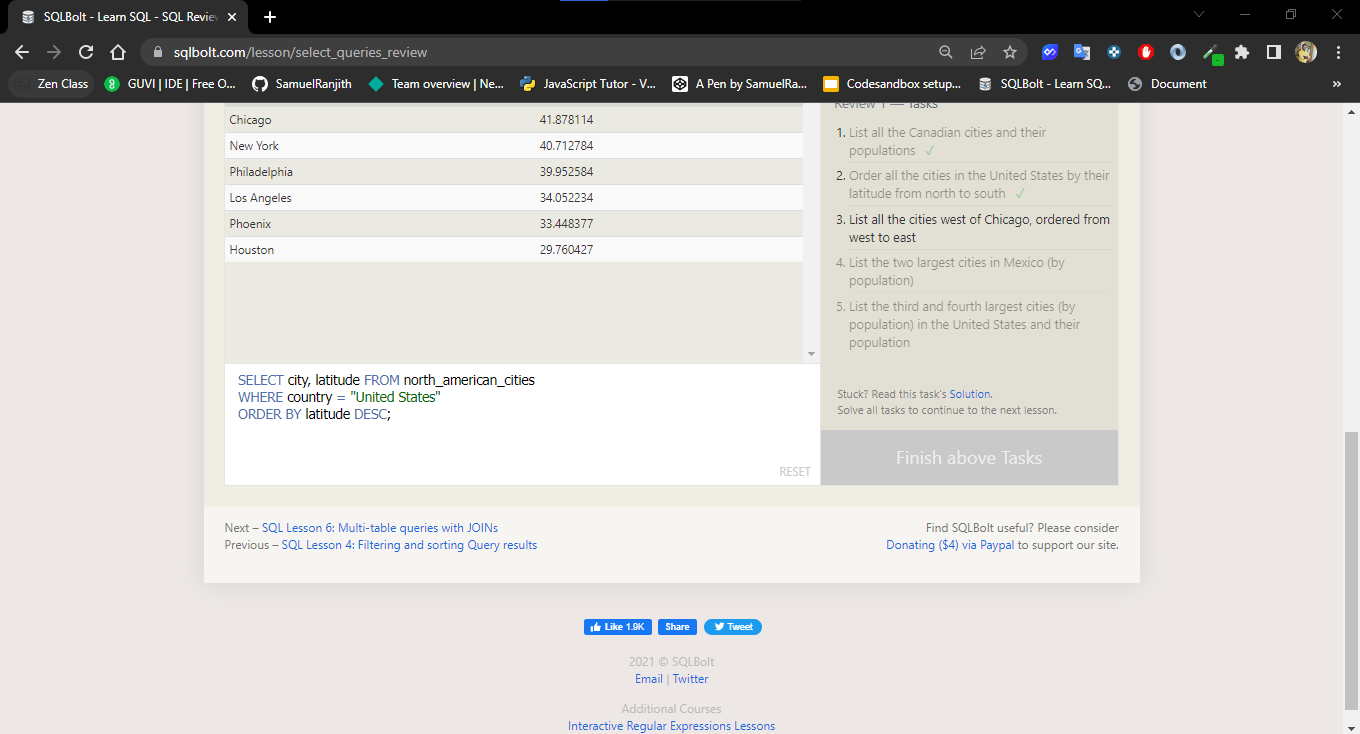 SQLBolt - Learn SQL - SQL Review
sqlbolt.com/lesson/select_queries_review
Zen Class
GUVI | IDE | Free O...
SamuelRanjith
Team overview | Ne...
JavaScript Tutor - V...
A Pen by SamuelRa...
Codesandbox setup...
SQLBolt - Learn SQ...
Document
»
Chicago 41.878114
New York 40.712784
Philadelphia 39.952584
Los Angeles 34.052234
Phoenix 33.448377
Houston 29.760427
SELECT city, latitude FROM north_american_cities
WHERE country = "United States"
ORDER BY latitude DESC;
RESET
Review 1 — Tasks
1. List all the Canadian cities and their
populations ✓
2. Order all the cities in the United States by their
latitude from north to south ✓
3. List all the cities west of Chicago, ordered from
west to east
4. List the two largest cities in Mexico (by
population)
5. List the third and fourth largest cities (by
population) in the United States and their
population
Stuck? Read this task's Solution.
Solve all tasks to continue to the next lesson.
Finish above Tasks
Next – SQL Lesson 6: Multi-table queries with JOINs
Previous – SQL Lesson 4: Filtering and sorting Query results
Find SQLBolt useful? Please consider
Donating ($4) via Paypal to support our site.
Like 1.9K
Share
Tweet
2021 © SQLBolt
Email | Twitter
Additional Courses
Interactive Regular Expressions Lessons